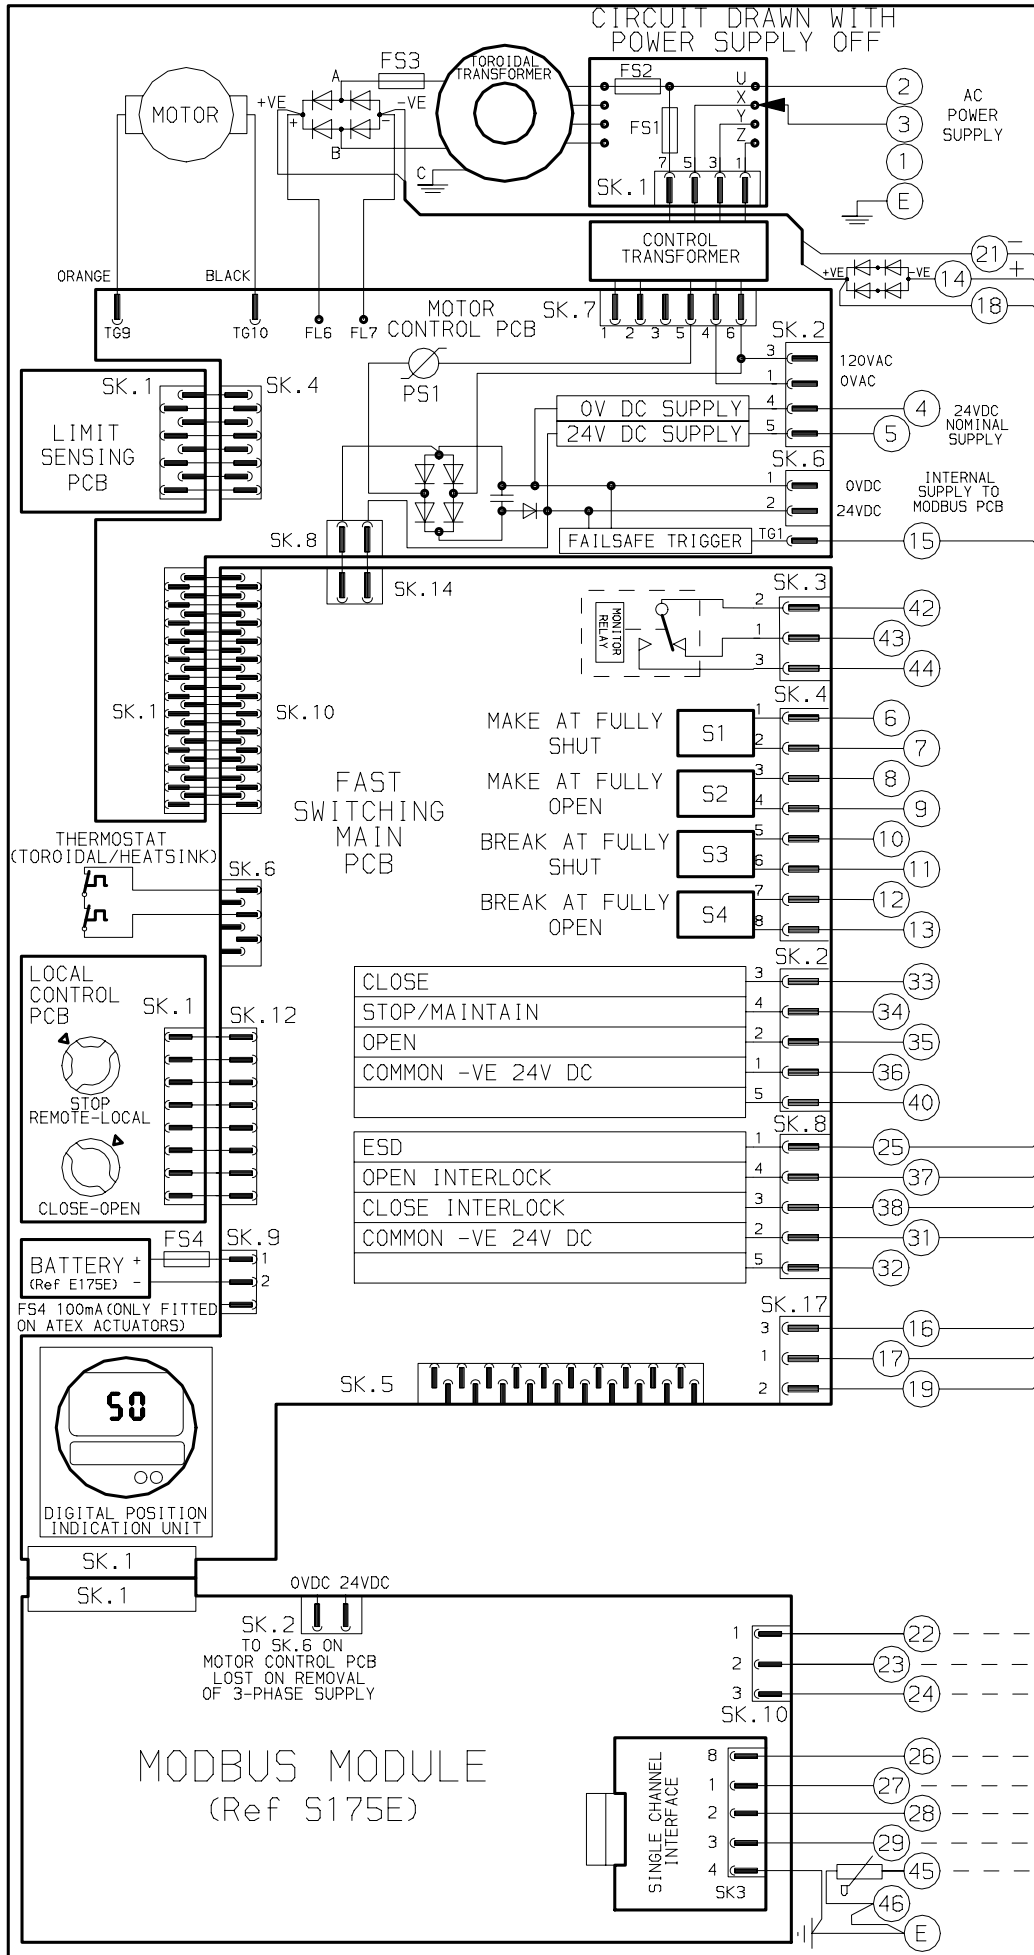 CIRCUIT DRAWN WITH
POWER SUPPLY OFF
MOTOR
A
FS3
TOROIDAL
TRANSFORMER
FS2
U
X
Y
Z
FS1
2
3
1
E
AC
POWER
SUPPLY
+VE
-VE
+
-
B
C
7 5 3 1
SK.1
CONTROL
TRANSFORMER
21 -
+
+VE
-VE
14
18
ORANGE
BLACK
TG9
TG10
FL6
FL7
MOTOR
CONTROL PCB
SK.7
1 2 3 5 4 6
SK.2
3 120VAC
1 0VAC
PS1
0V DC SUPPLY 4 4
24V DC SUPPLY 5 5
24VDC
NOMINAL
SUPPLY
SK.6
1 0VDC
2 24VDC
INTERNAL
SUPPLY TO
MODBUS PCB
FAILSAFE TRIGGER TG1 15
SK.1
SK.4
LIMIT
SENSING
PCB
SK.8
SK.14
SK.3
MONITOR
RELAY
2 42
1 43
3 44
SK.1
SK.10
SK.4
MAKE AT FULLY
SHUT
S1
1 6
2 7
MAKE AT FULLY
OPEN
S2
3 8
4 9
BREAK AT FULLY
SHUT
S3
5 10
6 11
BREAK AT FULLY
OPEN
S4
7 12
8 13
FAST
SWITCHING
MAIN
PCB
THERMOSTAT
(TOROIDAL/HEATSINK)
SK.6
SK.2
CLOSE 3 33
STOP/MAINTAIN 4 34
OPEN 2 35
COMMON -VE 24V DC 1 36
5 40
LOCAL
CONTROL
PCB
SK.1
SK.12
STOP
REMOTE-LOCAL
CLOSE-OPEN
SK.8
ESD 1 25
OPEN INTERLOCK 4 37
CLOSE INTERLOCK 3 38
COMMON -VE 24V DC 2 31
5 32
BATTERY + -
(Ref E175E)
FS4
SK.9
1
2
FS4 100mA(ONLY FITTED
ON ATEX ACTUATORS)
SK.17
3 16
1 17
2 19
SK.5
50
DIGITAL POSITION
INDICATION UNIT
SK.1
SK.1
0VDC 24VDC
SK.2
TO SK.6 ON
MOTOR CONTROL PCB
LOST ON REMOVAL
OF 3-PHASE SUPPLY
1 22
2 23
3 24
SK.10
MODBUS MODULE
(Ref S175E)
SINGLE CHANNEL
INTERFACE
8 26
1 27
2 28
3 29
4 45
SK3
U
46
E